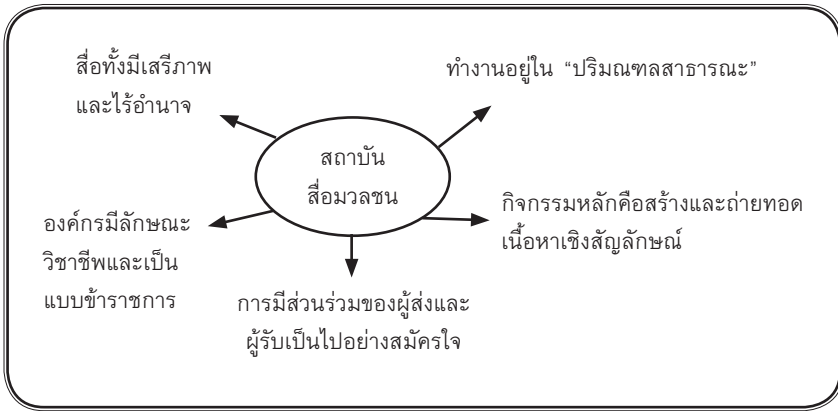 สื่อทั้งมีเสรีภาพ
และไร้อำนาจ
ทำงานอยู่ใน “ปริมณฑลสาธารณะ”
สถาบัน
สื่อมวลชน
องค์กรมีลักษณะ
วิชาชีพและเป็น
แบบข้าราชการ
กิจกรรมหลักคือสร้างและถ่ายทอด
เนื้อหาเชิงสัญลักษณ์
การมีส่วนร่วมของผู้ส่งและ
ผู้รับเป็นไปอย่างสมัครใจ